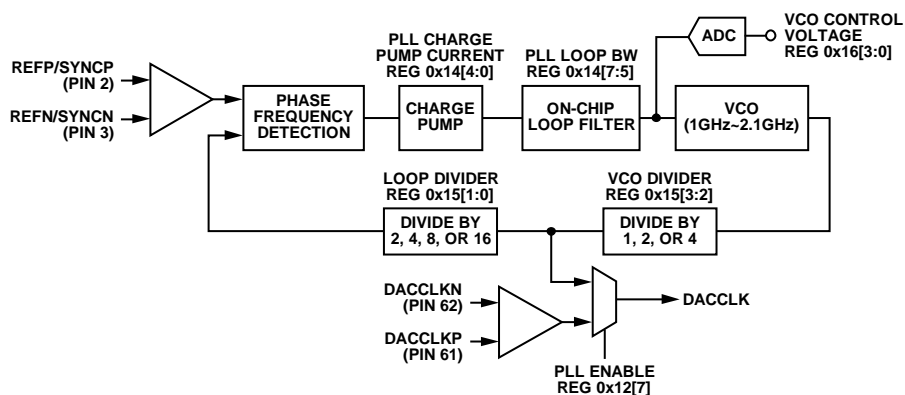 REFP/SYNCP
(PIN 2)
REFN/SYNCN
(PIN 3)
PHASE
FREQUENCY
DETECTION
PLL CHARGE
PUMP CURRENT
REG 0x14[4:0]
CHARGE
PUMP
PLL LOOP BW
REG 0x14[7:5]
ON-CHIP
LOOP FILTER
ADC
VCO CONTROL
VOLTAGE
REG 0x16[3:0]
VCO
(1GHz~2.1GHz)
LOOP DIVIDER
REG 0x15[1:0]
DIVIDE BY
2, 4, 8, OR 16
VCO DIVIDER
REG 0x15[3:2]
DIVIDE BY
1, 2, OR 4
DACCLKN
(PIN 62)
DACCLKP
(PIN 61)
DACCLK
PLL ENABLE
REG 0x12[7]